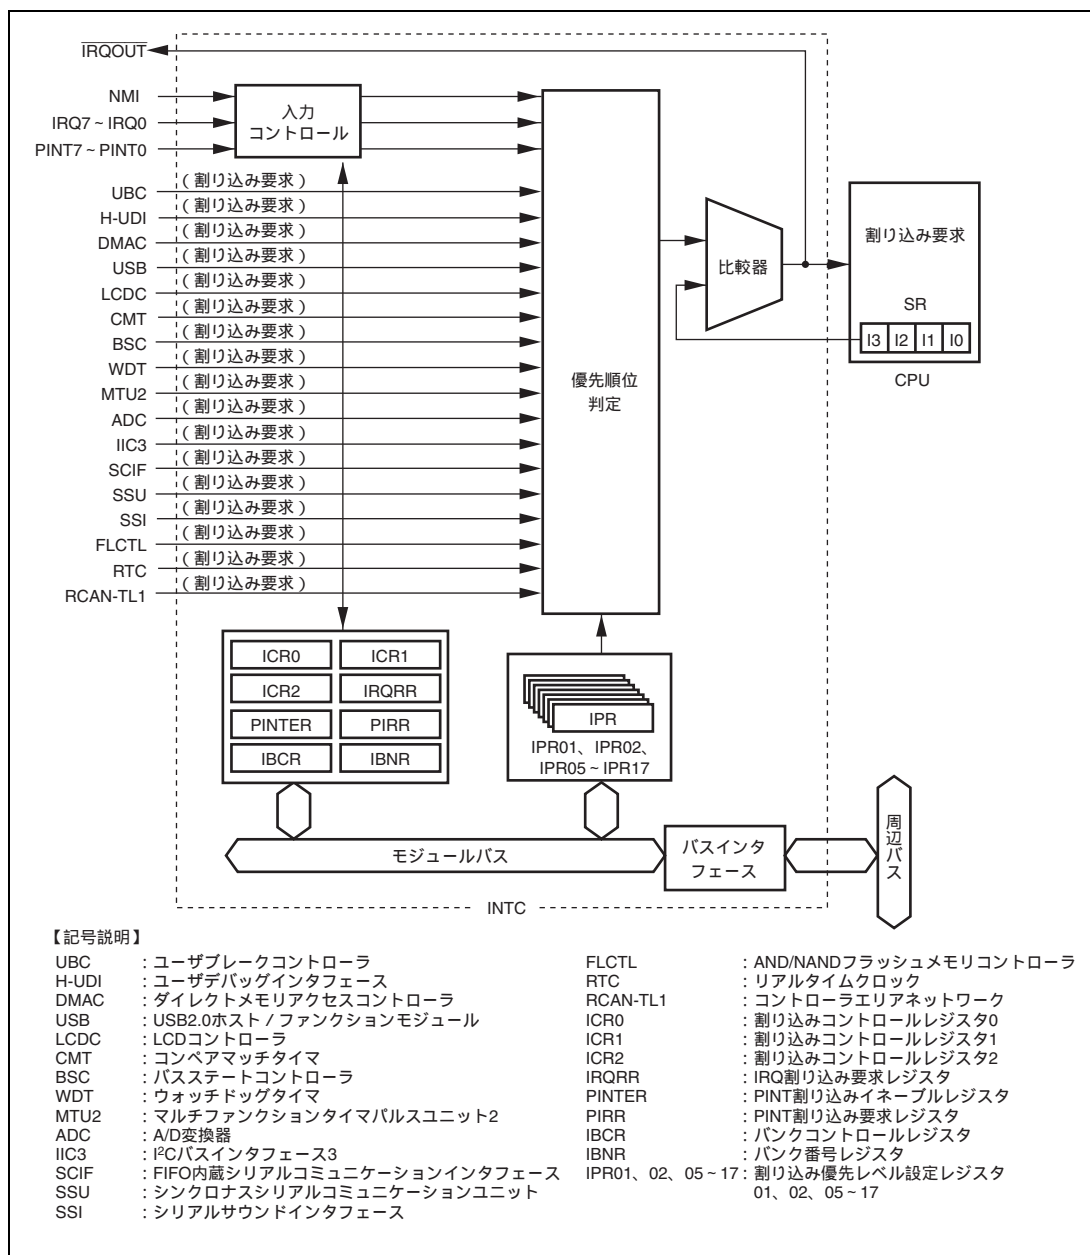 IRQOUT
NMI
IRQ7~IRQ0
PINT7~PINT0
入力
コントロール
UBC
(割り込み要求)
H-UDI
(割り込み要求)
DMAC
(割り込み要求)
USB
(割り込み要求)
LCDC
(割り込み要求)
CMT
(割り込み要求)
BSC
(割り込み要求)
WDT
(割り込み要求)
MTU2
(割り込み要求)
ADC
(割り込み要求)
IIC3
(割り込み要求)
SCIF
(割り込み要求)
SSU
(割り込み要求)
SSI
(割り込み要求)
FLCTL
(割り込み要求)
RTC
(割り込み要求)
RCAN-TL1
(割り込み要求)
優先順位
判定
比較器
割り込み要求
SR
I3 I2 I1 I0
CPU
ICR0 ICR1
ICR2 IRQRR
PINTER PIRR
IBCR IBNR
IPR
IPR01、IPR02、
IPR05~IPR17
モジュールバス
バスインタ
フェース
周辺バス
INTC
【記号説明】
UBC :ユーザブレークコントローラ
H-UDI :ユーザデバッグインタフェース
DMAC :ダイレクトメモリアクセスコントローラ
USB :USB2.0ホスト/ファンクションモジュール
LCDC :LCDコントローラ
CMT :コンペアマッチタイマ
BSC :バスステートコントローラ
WDT :ウォッチドッグタイマ
MTU2 :マルチファンクションタイマパルスユニット2
ADC :A/D変換器
IIC3 :I²Cバスインタフェース3
SCIF :FIFO内蔵シリアルコミュニケーションインタフェース
SSU :シンクロナスシリアルコミュニケーションユニット
SSI :シリアルサウンドインタフェース
FLCTL :AND/NANDフラッシュメモリコントローラ
RTC :リアルタイムクロック
RCAN-TL1 :コントローラエリアネットワーク
ICR0 :割り込みコントロールレジスタ0
ICR1 :割り込みコントロールレジスタ1
ICR2 :割り込みコントロールレジスタ2
IRQRR :IRQ割り込み要求レジスタ
PINTER :PINT割り込みイネーブルレジスタ
PIRR :PINT割り込み要求レジスタ
IBCR :バンクコントロールレジスタ
IBNR :バンク番号レジスタ
IPR01、02、05~17:割り込み優先レベル設定レジスタ
01、02、05~17